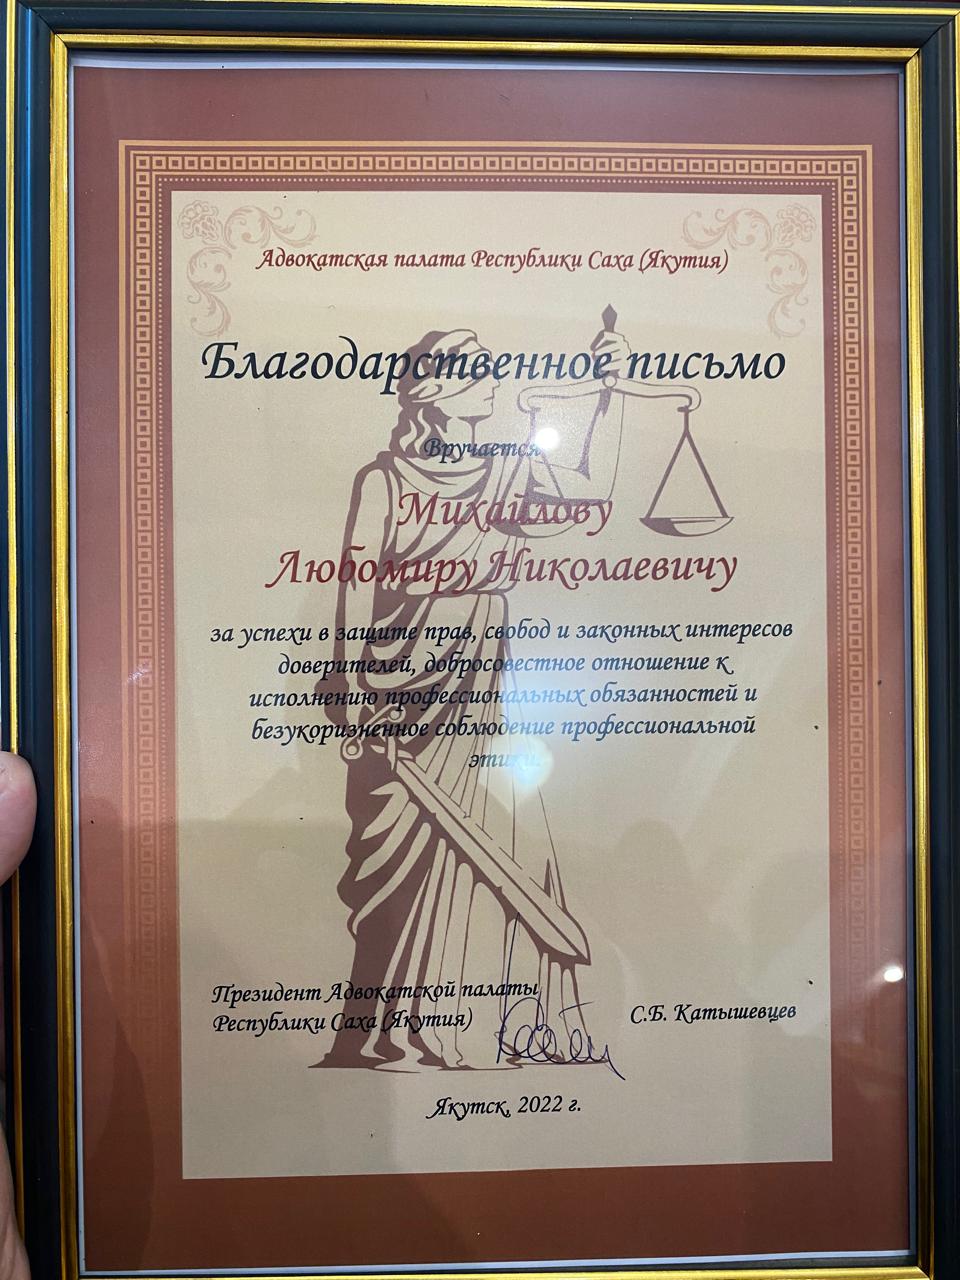 Адвокатская палата Республики Саха (Якутия)
Благодарственное письмо
Вручается
Михайлову
Любомиру Николаевичу
за успехи в защите прав, свобод и законных интересов
доверителей, добросовестное отношение к
исполнению профессиональных обязанностей и
безукоризненное соблюдение профессиональной
этики.
Президент Адвокатской палаты
Республики Саха (Якутия)
С.Б. Катышевцев
Якутск, 2022 г.